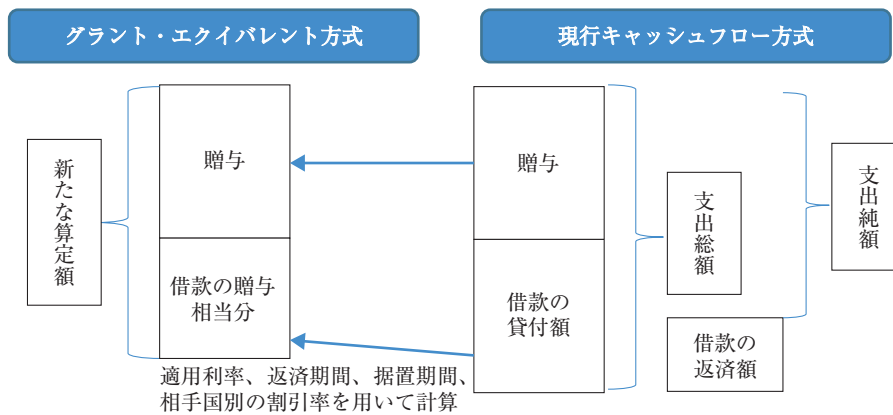 グラント・エクイバレント方式
現行キャッシュフロー方式
新たな算定額
贈与
借款の贈与
相当分
適用利率、返済期間、据置期間、
相手国別の割引率を用いて計算
贈与
借款の
貸付額
支出総額
借款の
返済額
支出純額